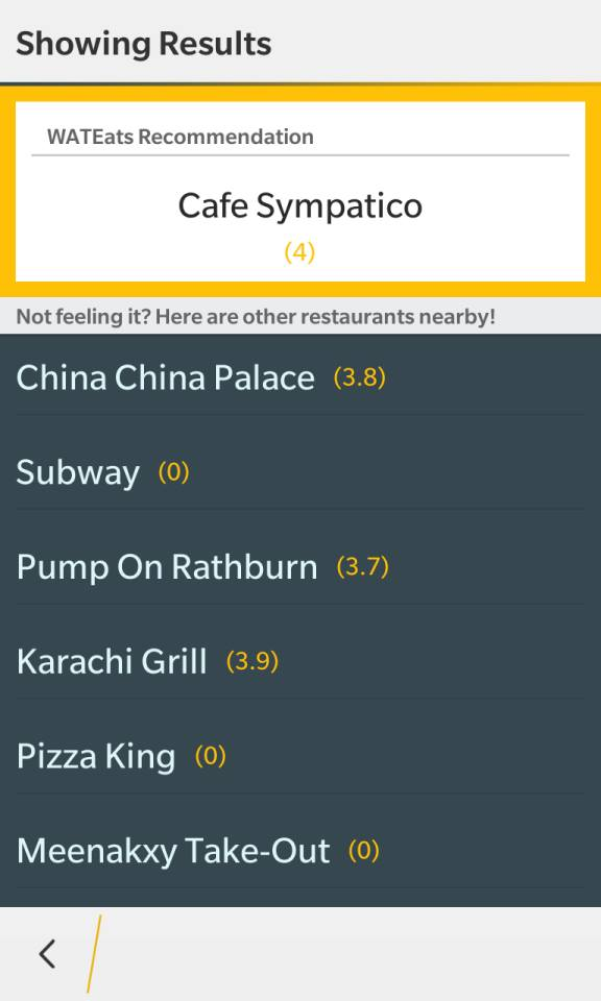 Showing Results
WATEats Recommendation
Cafe Sympatico
(4)
Not feeling it? Here are other restaurants nearby!
China China Palace (3.8)
Subway (0)
Pump On Rathburn (3.7)
Karachi Grill (3.9)
Pizza King (0)
Meenakxy Take-Out (0)